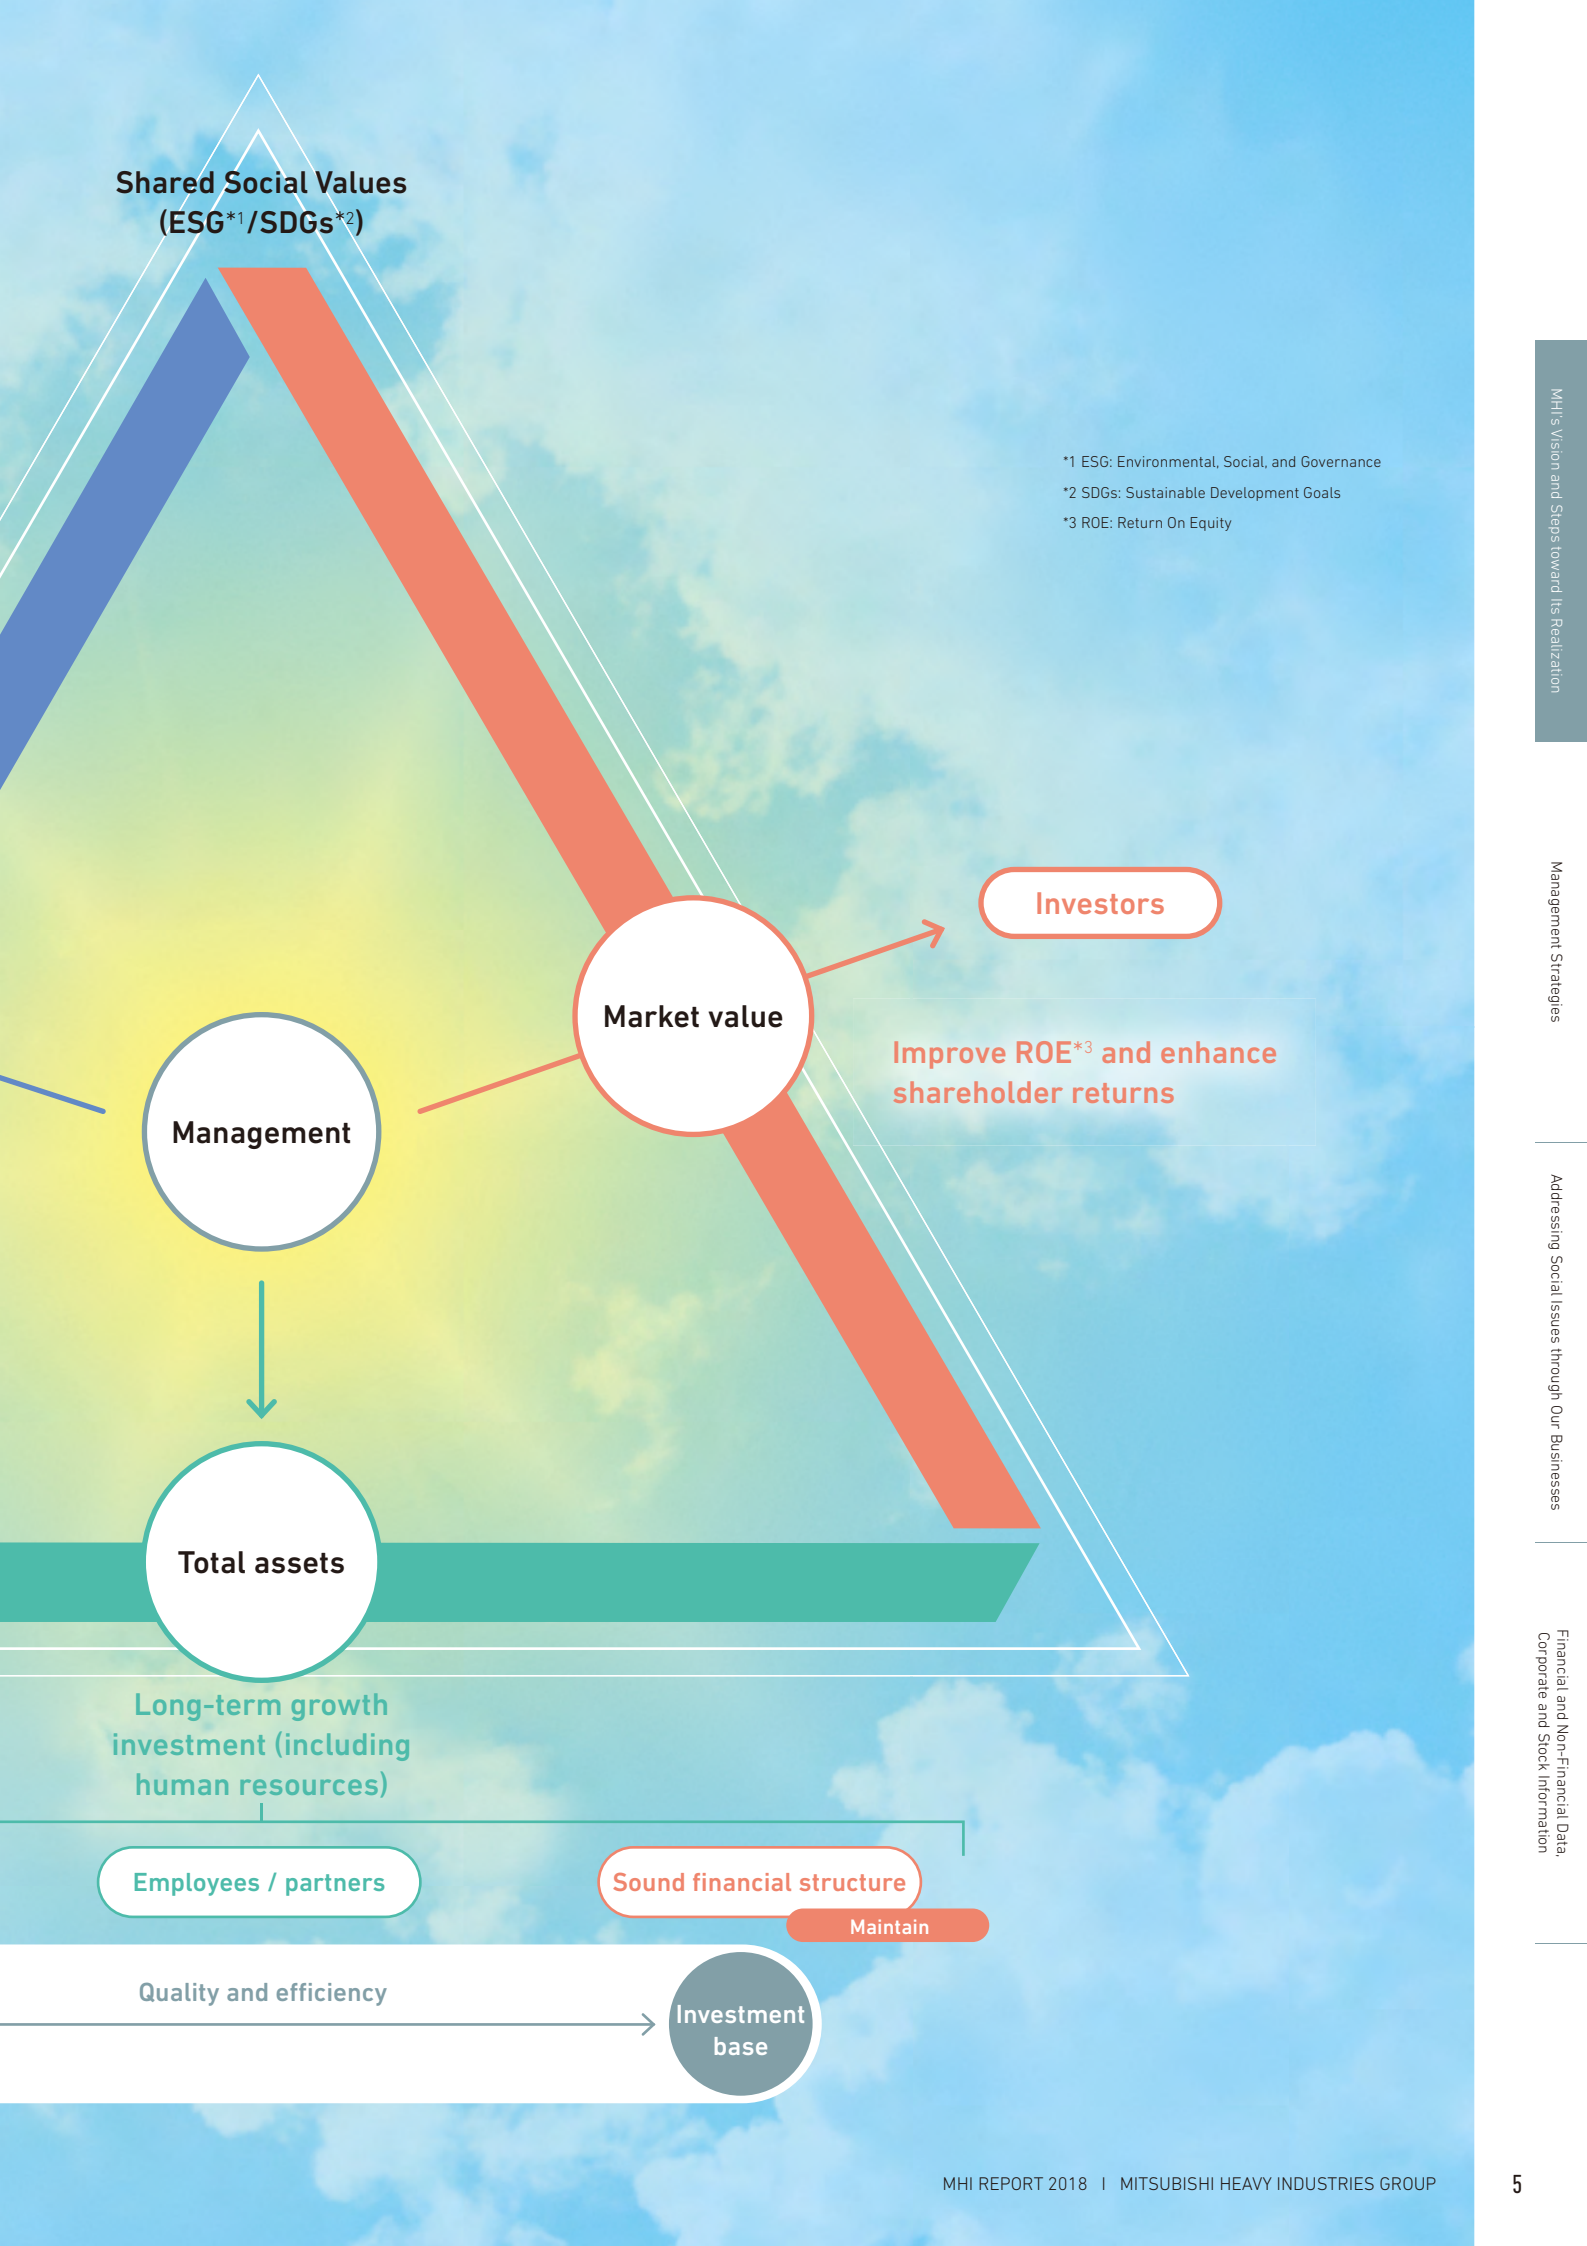 Shared Social Values
(ESG*1/SDGs*2)
*1 ESG: Environmental, Social, and Governance
*2 SDGs: Sustainable Development Goals
*3 ROE: Return On Equity
Investors
Market value
Improve ROE*3 and enhance
shareholder returns
Management
Total assets
Long-term growth
investment (including
human resources)
Employees / partners
Sound financial structure
Maintain
Quality and efficiency
Investment
base
MHI's Vision and Steps toward Its Realization
Management Strategies
Addressing Social Issues through Our Businesses
Financial and Non-Financial Data,
Corporate and Stock Information
MHI REPORT 2018 | MITSUBISHI HEAVY INDUSTRIES GROUP
5